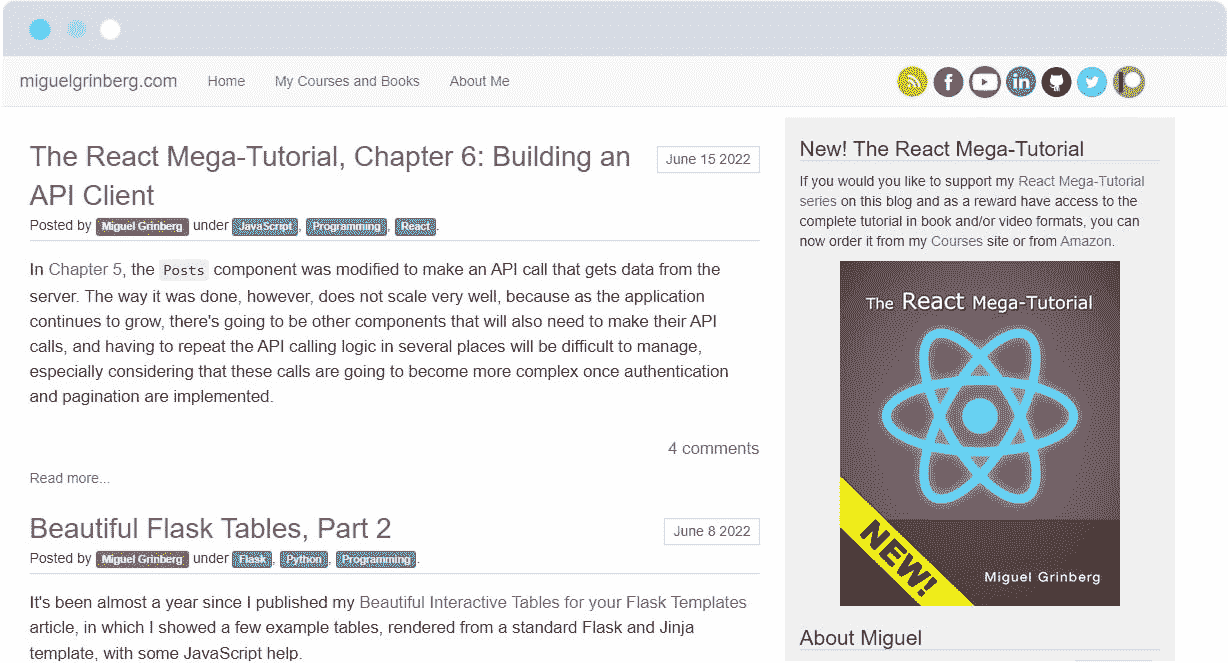 miguelgrinberg.com Home My Courses and Books About Me
The React Mega-Tutorial, Chapter 6: Building an
API Client
June 15 2022
Posted by Miguel Grinberg under JavaScript, Programming, React.
In Chapter 5, the Posts component was modified to make an API call that gets data from the
server. The way it was done, however, does not scale very well, because as the application
continues to grow, there's going to be other components that will also need to make their API
calls, and having to repeat the API calling logic in several places will be difficult to manage,
especially considering that these calls are going to become more complex once authentication
and pagination are implemented.
4 comments
Read more...
Beautiful Flask Tables, Part 2
June 8 2022
Posted by Miguel Grinberg under Flask, Python, Programming.
It's been almost a year since I published my Beautiful Interactive Tables for your Flask Templates
article, in which I showed a few example tables, rendered from a standard Flask and Jinja
template, with some JavaScript help.
New! The React Mega-Tutorial
If you would you like to support my React Mega-Tutorial
series on this blog and as a reward have access to the
complete tutorial in book and/or video formats, you can
now order it from my Courses site or from Amazon.
The React Mega-Tutorial
NEW!
Miguel Grinberg
About Miguel